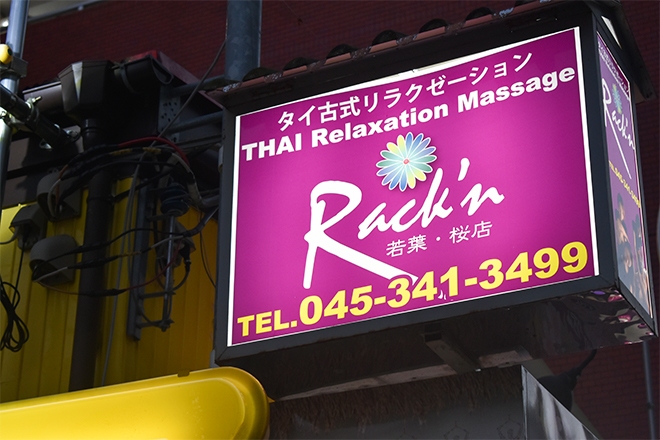 タイ古式リラクゼーション
THAI Relaxation Massage
Rack'n
若葉・桜店
TEL.045-341-3499